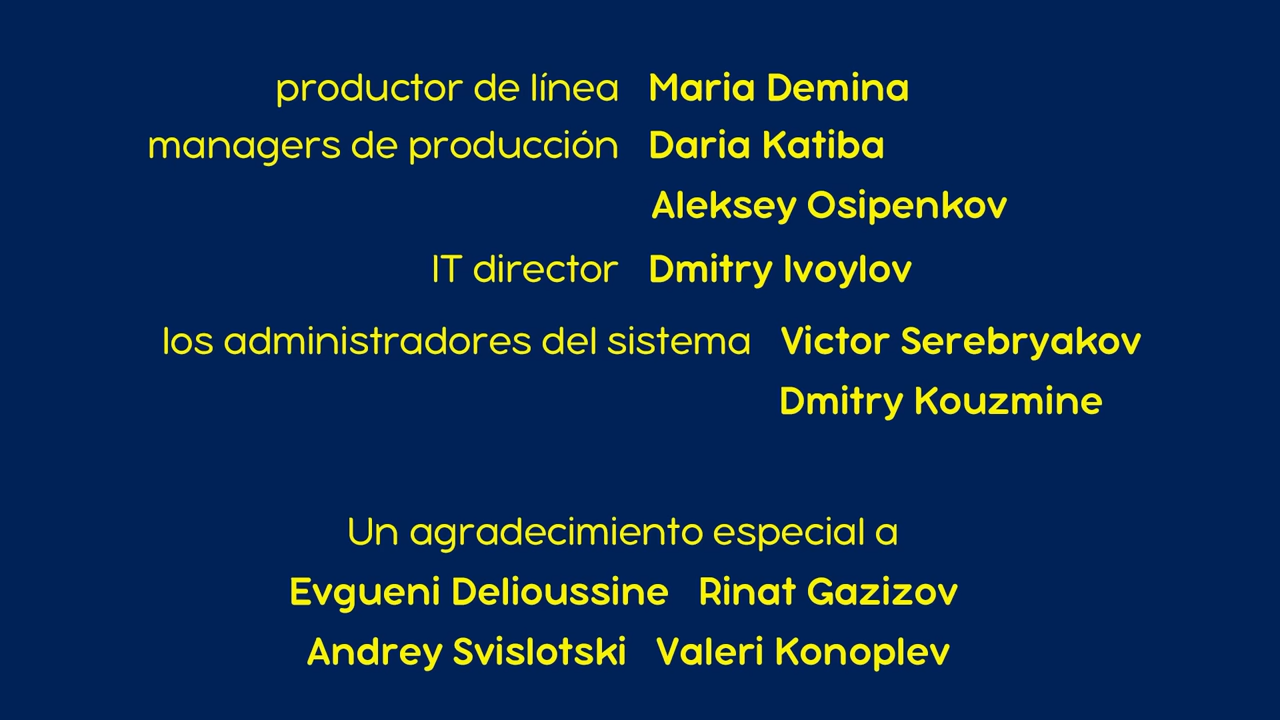 productor de línea Maria Demina
managers de producción Daria Katiba
Aleksey Osipenkov
IT director Dmitry Ivoylov
los administradores del sistema Victor Serebryakov
Dmitry Kouzmine
Un agradecimiento especial a
Evgueni Delioussine Rinat Gazizov
Andrey Svislotski Valeri Konoplev